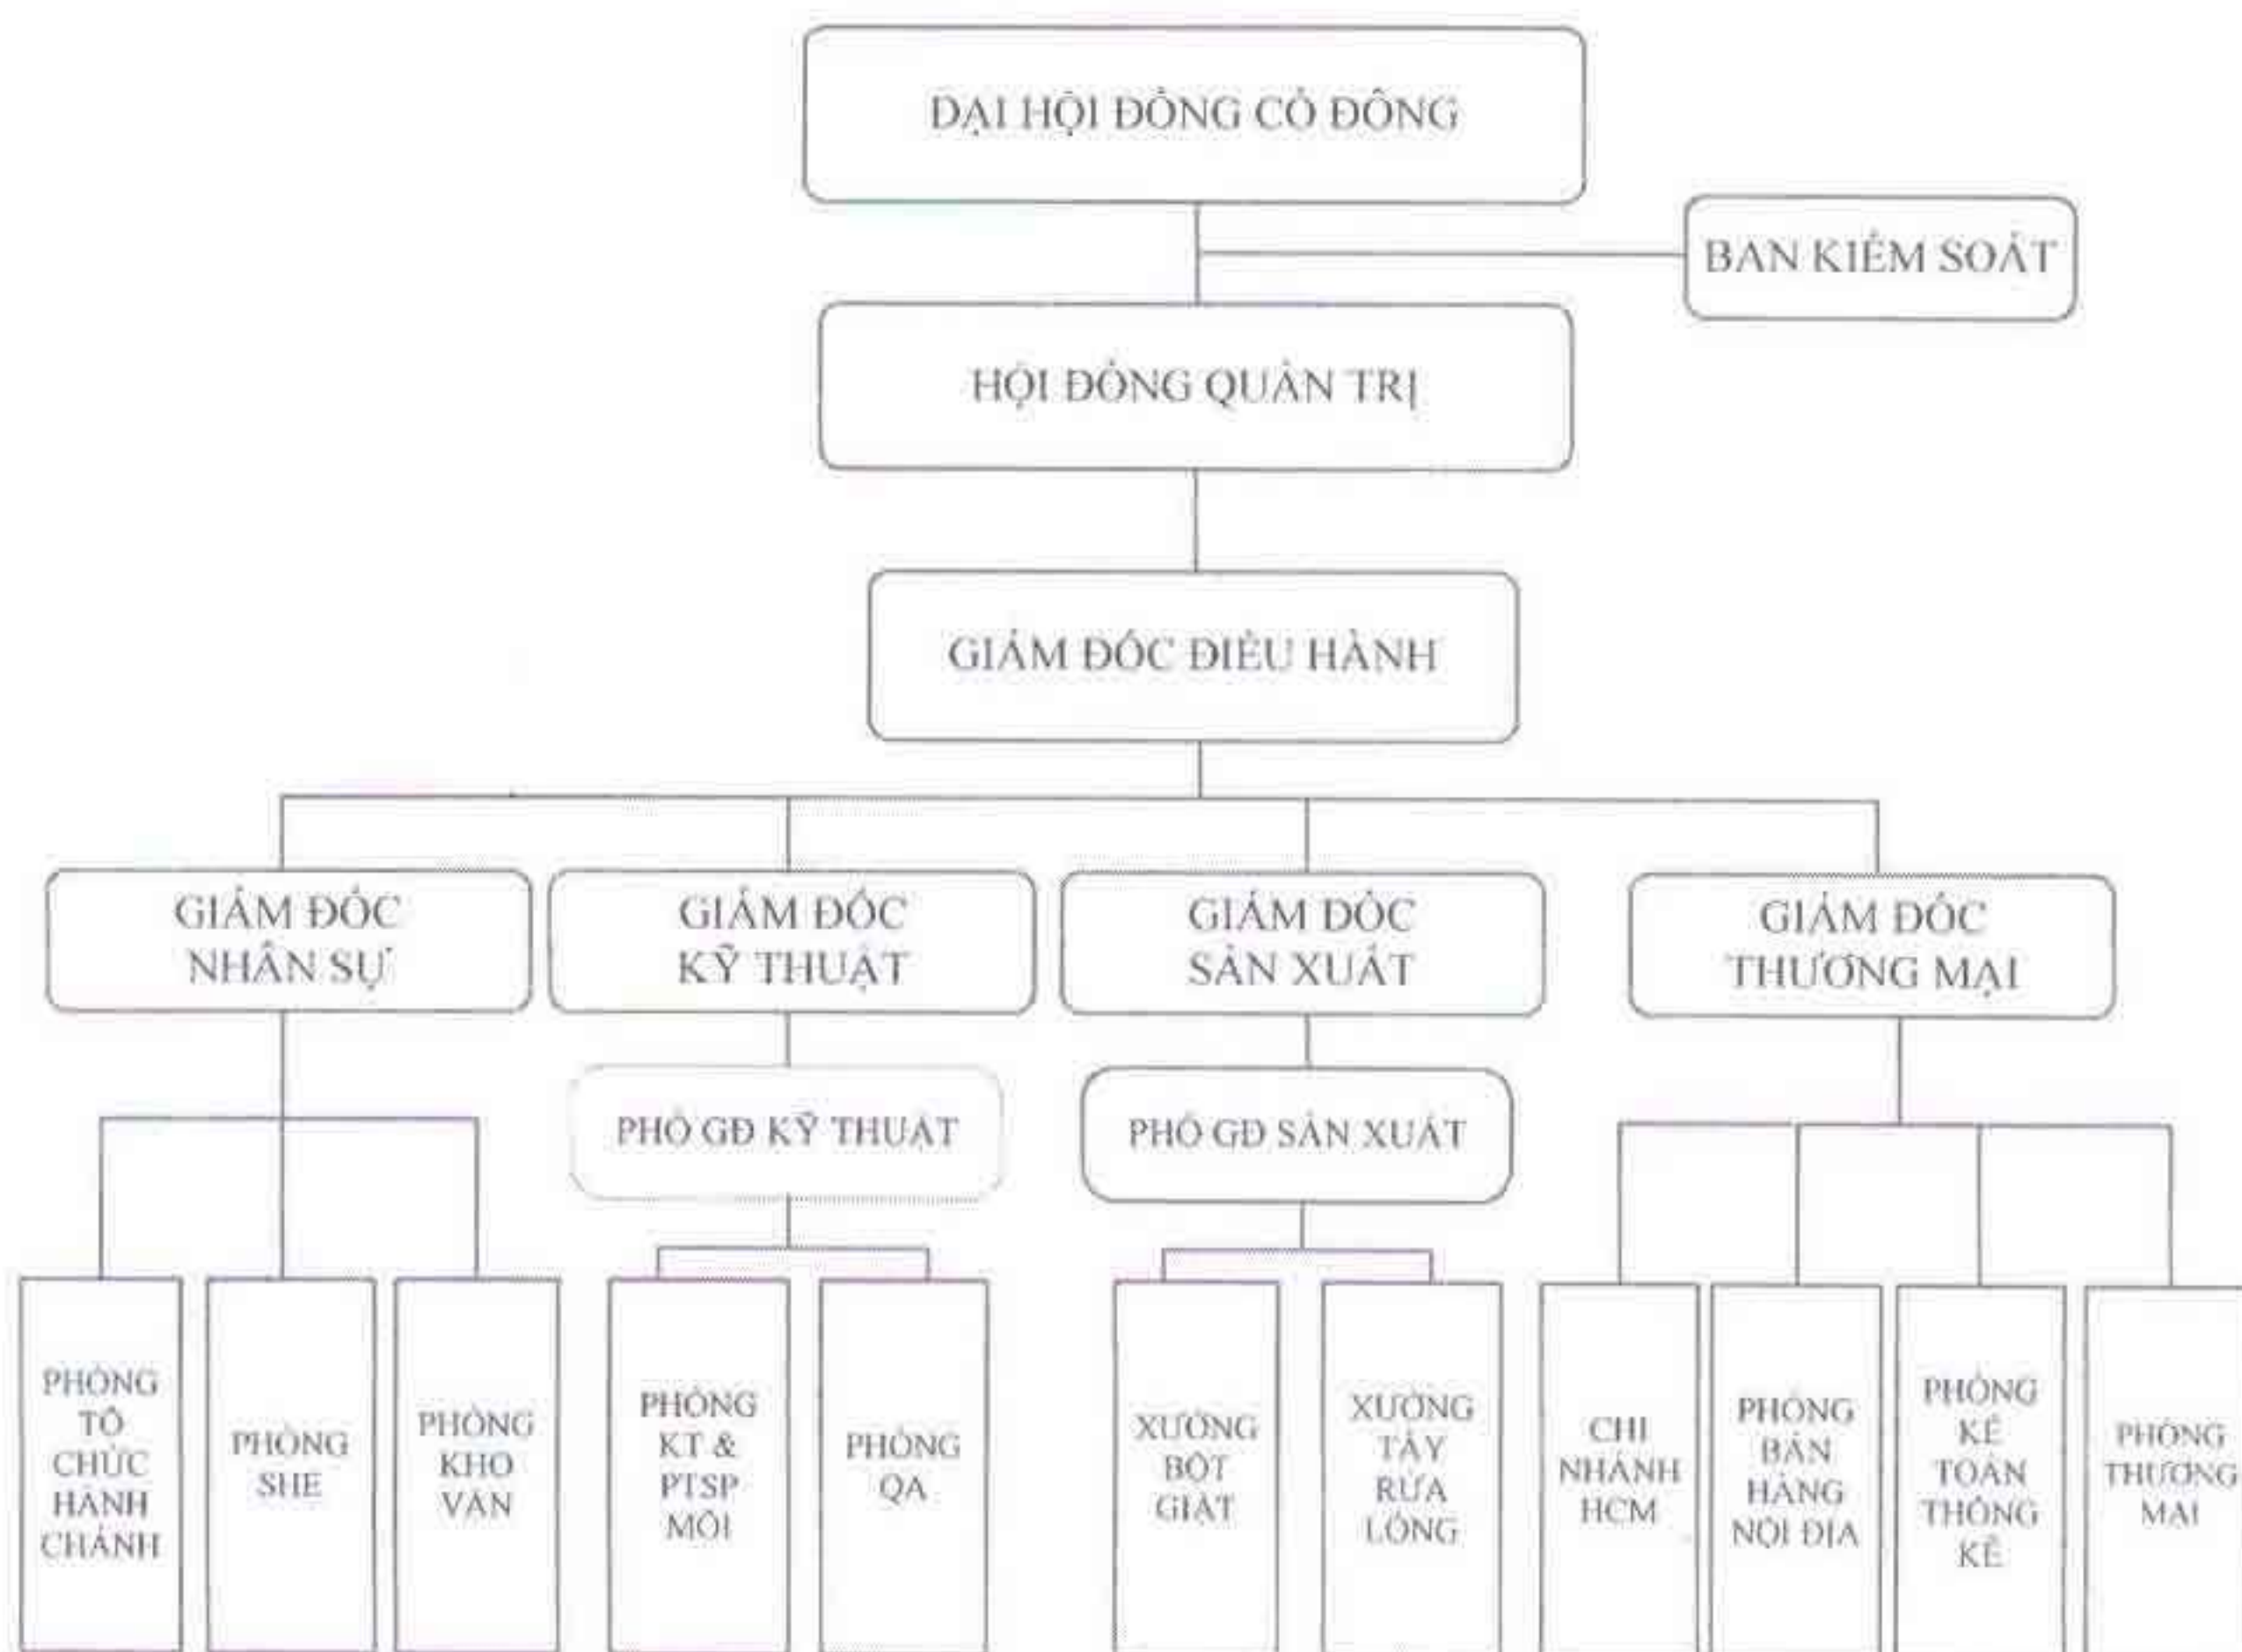 ĐẠI HỘI ĐỒNG CỔ ĐÔNG
BAN KIỂM SOÁT
HỘI ĐỒNG QUẢN TRỊ
GIÁM ĐỐC ĐIỀU HÀNH
GIÁM ĐỐC
NHÂN SỰ
GIÁM ĐỐC
KỸ THUẬT
GIÁM ĐỐC
SẢN XUẤT
GIÁM ĐỐC
THƯƠNG MẠI
PHÓ GĐ KỸ THUẬT
PHÓ GĐ SẢN XUẤT
PHÒNG
TỔ
CHỨC
HÀNH
CHÁNH
PHÒNG
SHE
PHÒNG
KHO
VẬN
PHÒNG
KT &
PTSP
MỚI
PHÒNG
QA
XƯỞNG
BỘT
GIẶT
XƯỞNG
TẨY
RỬA
LỎNG
CHI
NHÁNH
HCM
PHÒNG
BÁN
HÀNG
NỘI ĐỊA
PHÒNG
KẾ
TOÁN
THỐNG
KÊ
PHÒNG
THƯƠNG
MẠI